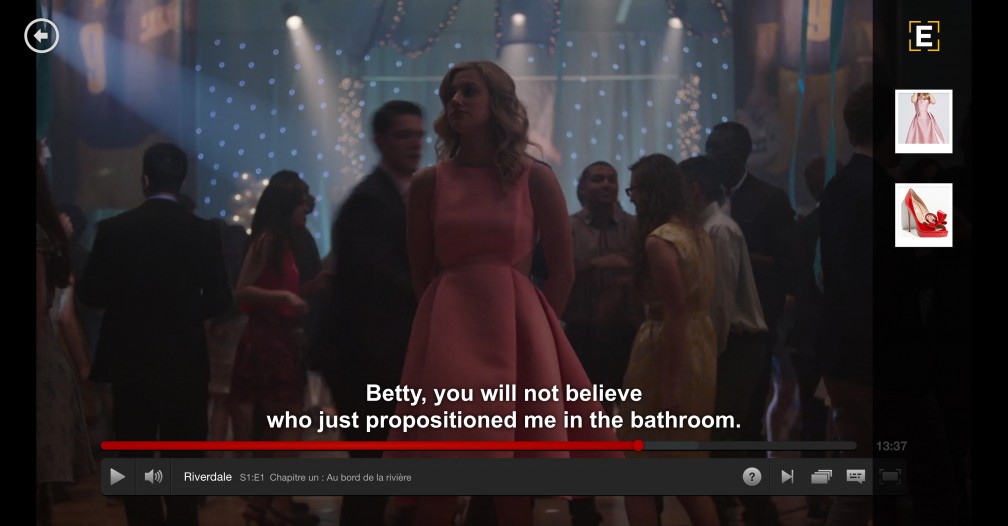 E
Betty, you will not believe
who just propositioned me in the bathroom.
13:37
Riverdale S1:E1 Chapitre un : Au bord de la rivière
?